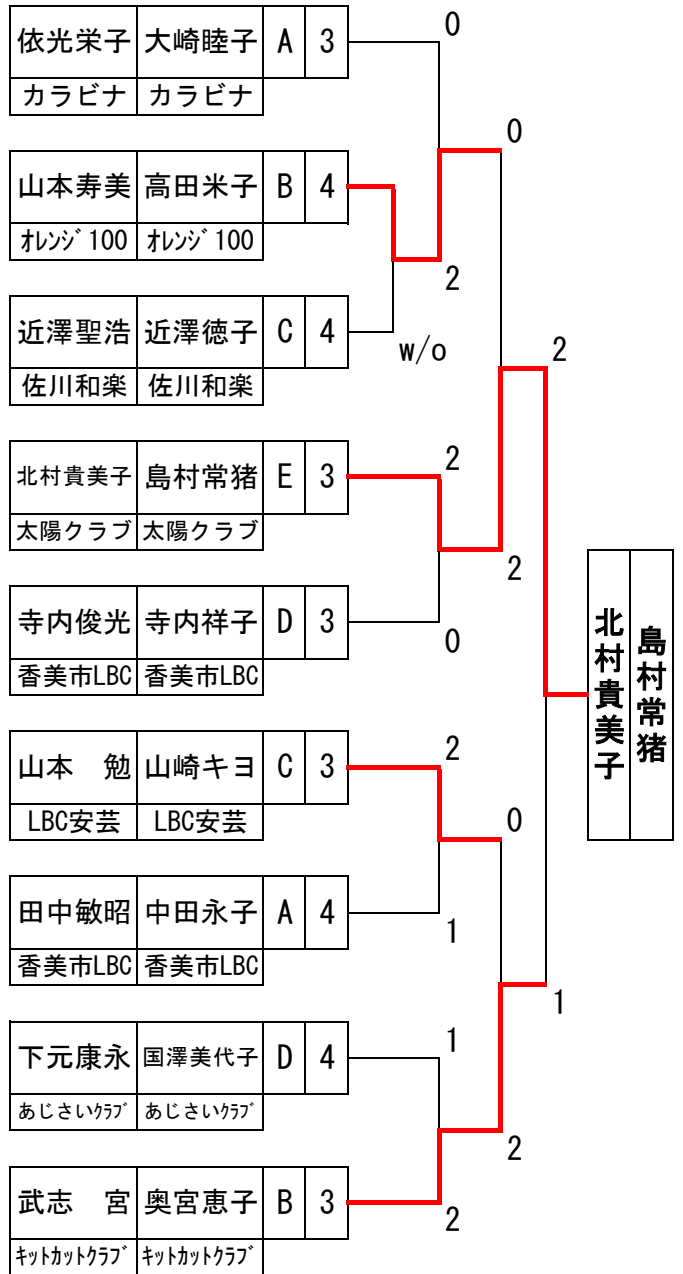 依光栄子 大崎睦子 A 3
カラビナ カラビナ
0
0
山本寿美 高田米子 B 4
オレンジ100 オレンジ100
2
近澤聖浩 近澤徳子 C 4
佐川和楽 佐川和楽
w/o
2
北村貴美子 島村常猪 E 3
太陽クラブ 太陽クラブ
2
2
寺内俊光 寺内祥子 D 3
香美市LBC 香美市LBC
0
北村貴美子
島村常猪
山本 勉 山崎キヨ C 3
LBC安芸 LBC安芸
2
0
田中敏昭 中田永子 A 4
香美市LBC 香美市LBC
1
1
下元康永 国澤美代子 D 4
あじさいクラブ あじさいクラブ
1
2
武志 宮 奥宮恵子 B 3
キットカットクラブ キットカットクラブ
2